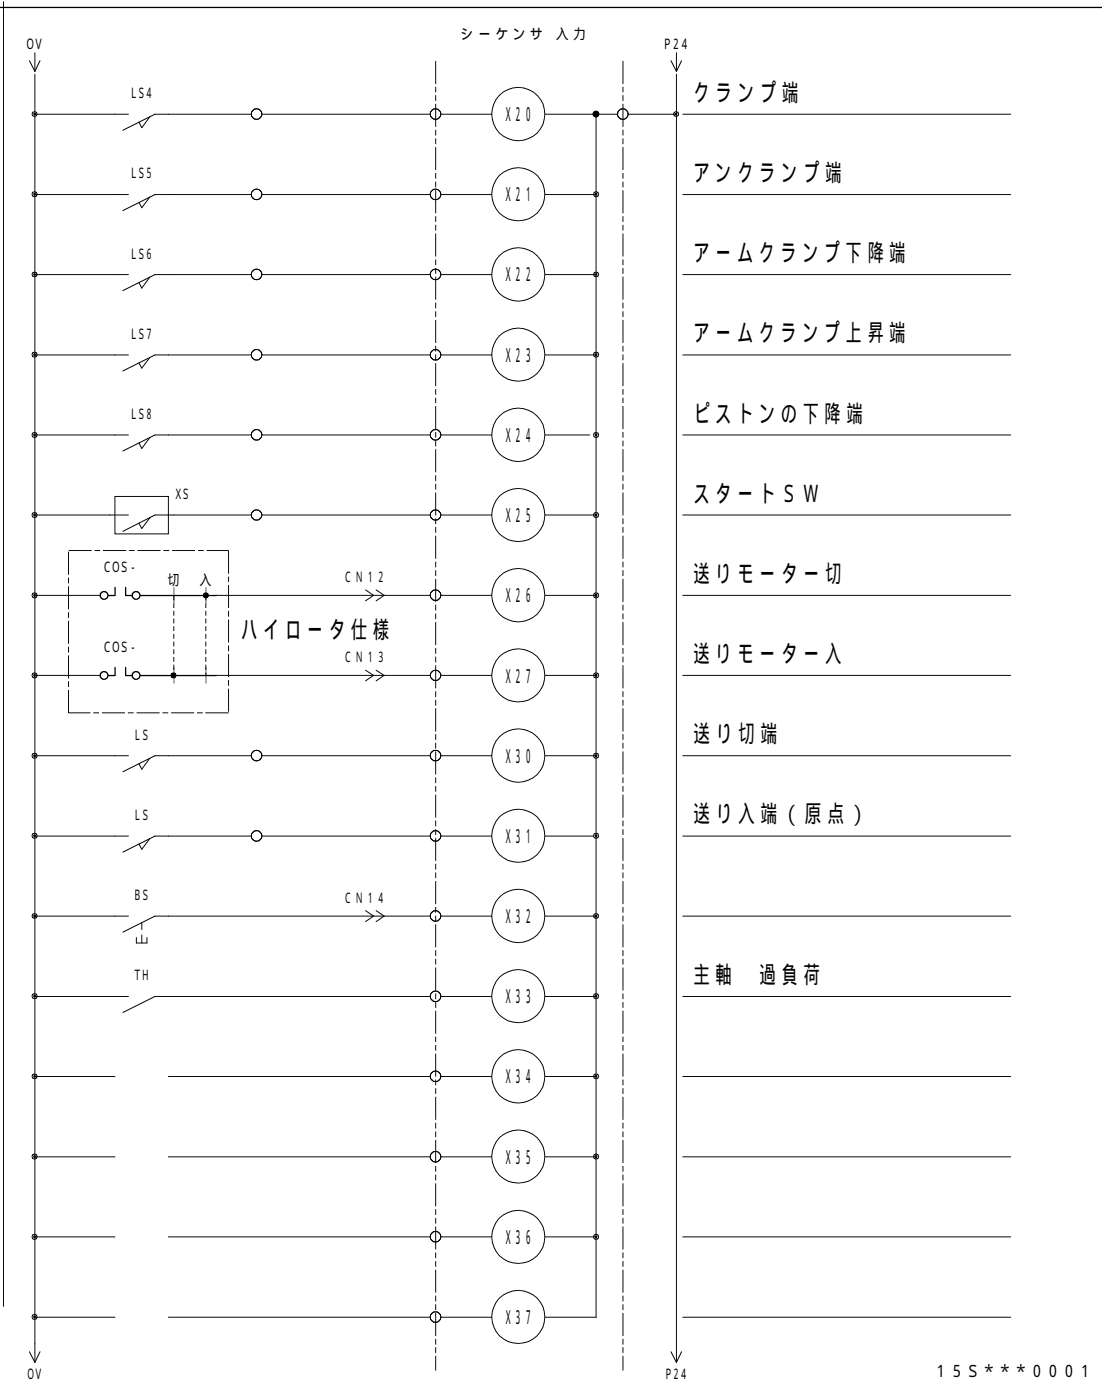 シーケンサ 入力
0V
P24
LS4
X20
クランプ端
LS5
X21
アンクランプ端
LS6
X22
アームクランプ下降端
LS7
X23
アームクランプ上昇端
LS8
X24
ピストンの下降端
XS
X25
スタートSW
COS-
切 入
CN12
X26
送りモーター切
ハイロータ仕様
COS-
CN13
X27
送りモーター入
LS
X30
送り切端
LS
X31
送り入端(原点)
BS
CN14
X32
TH
X33
主軸 過負荷
X34
X35
X36
X37
0V
P24
15S***0001